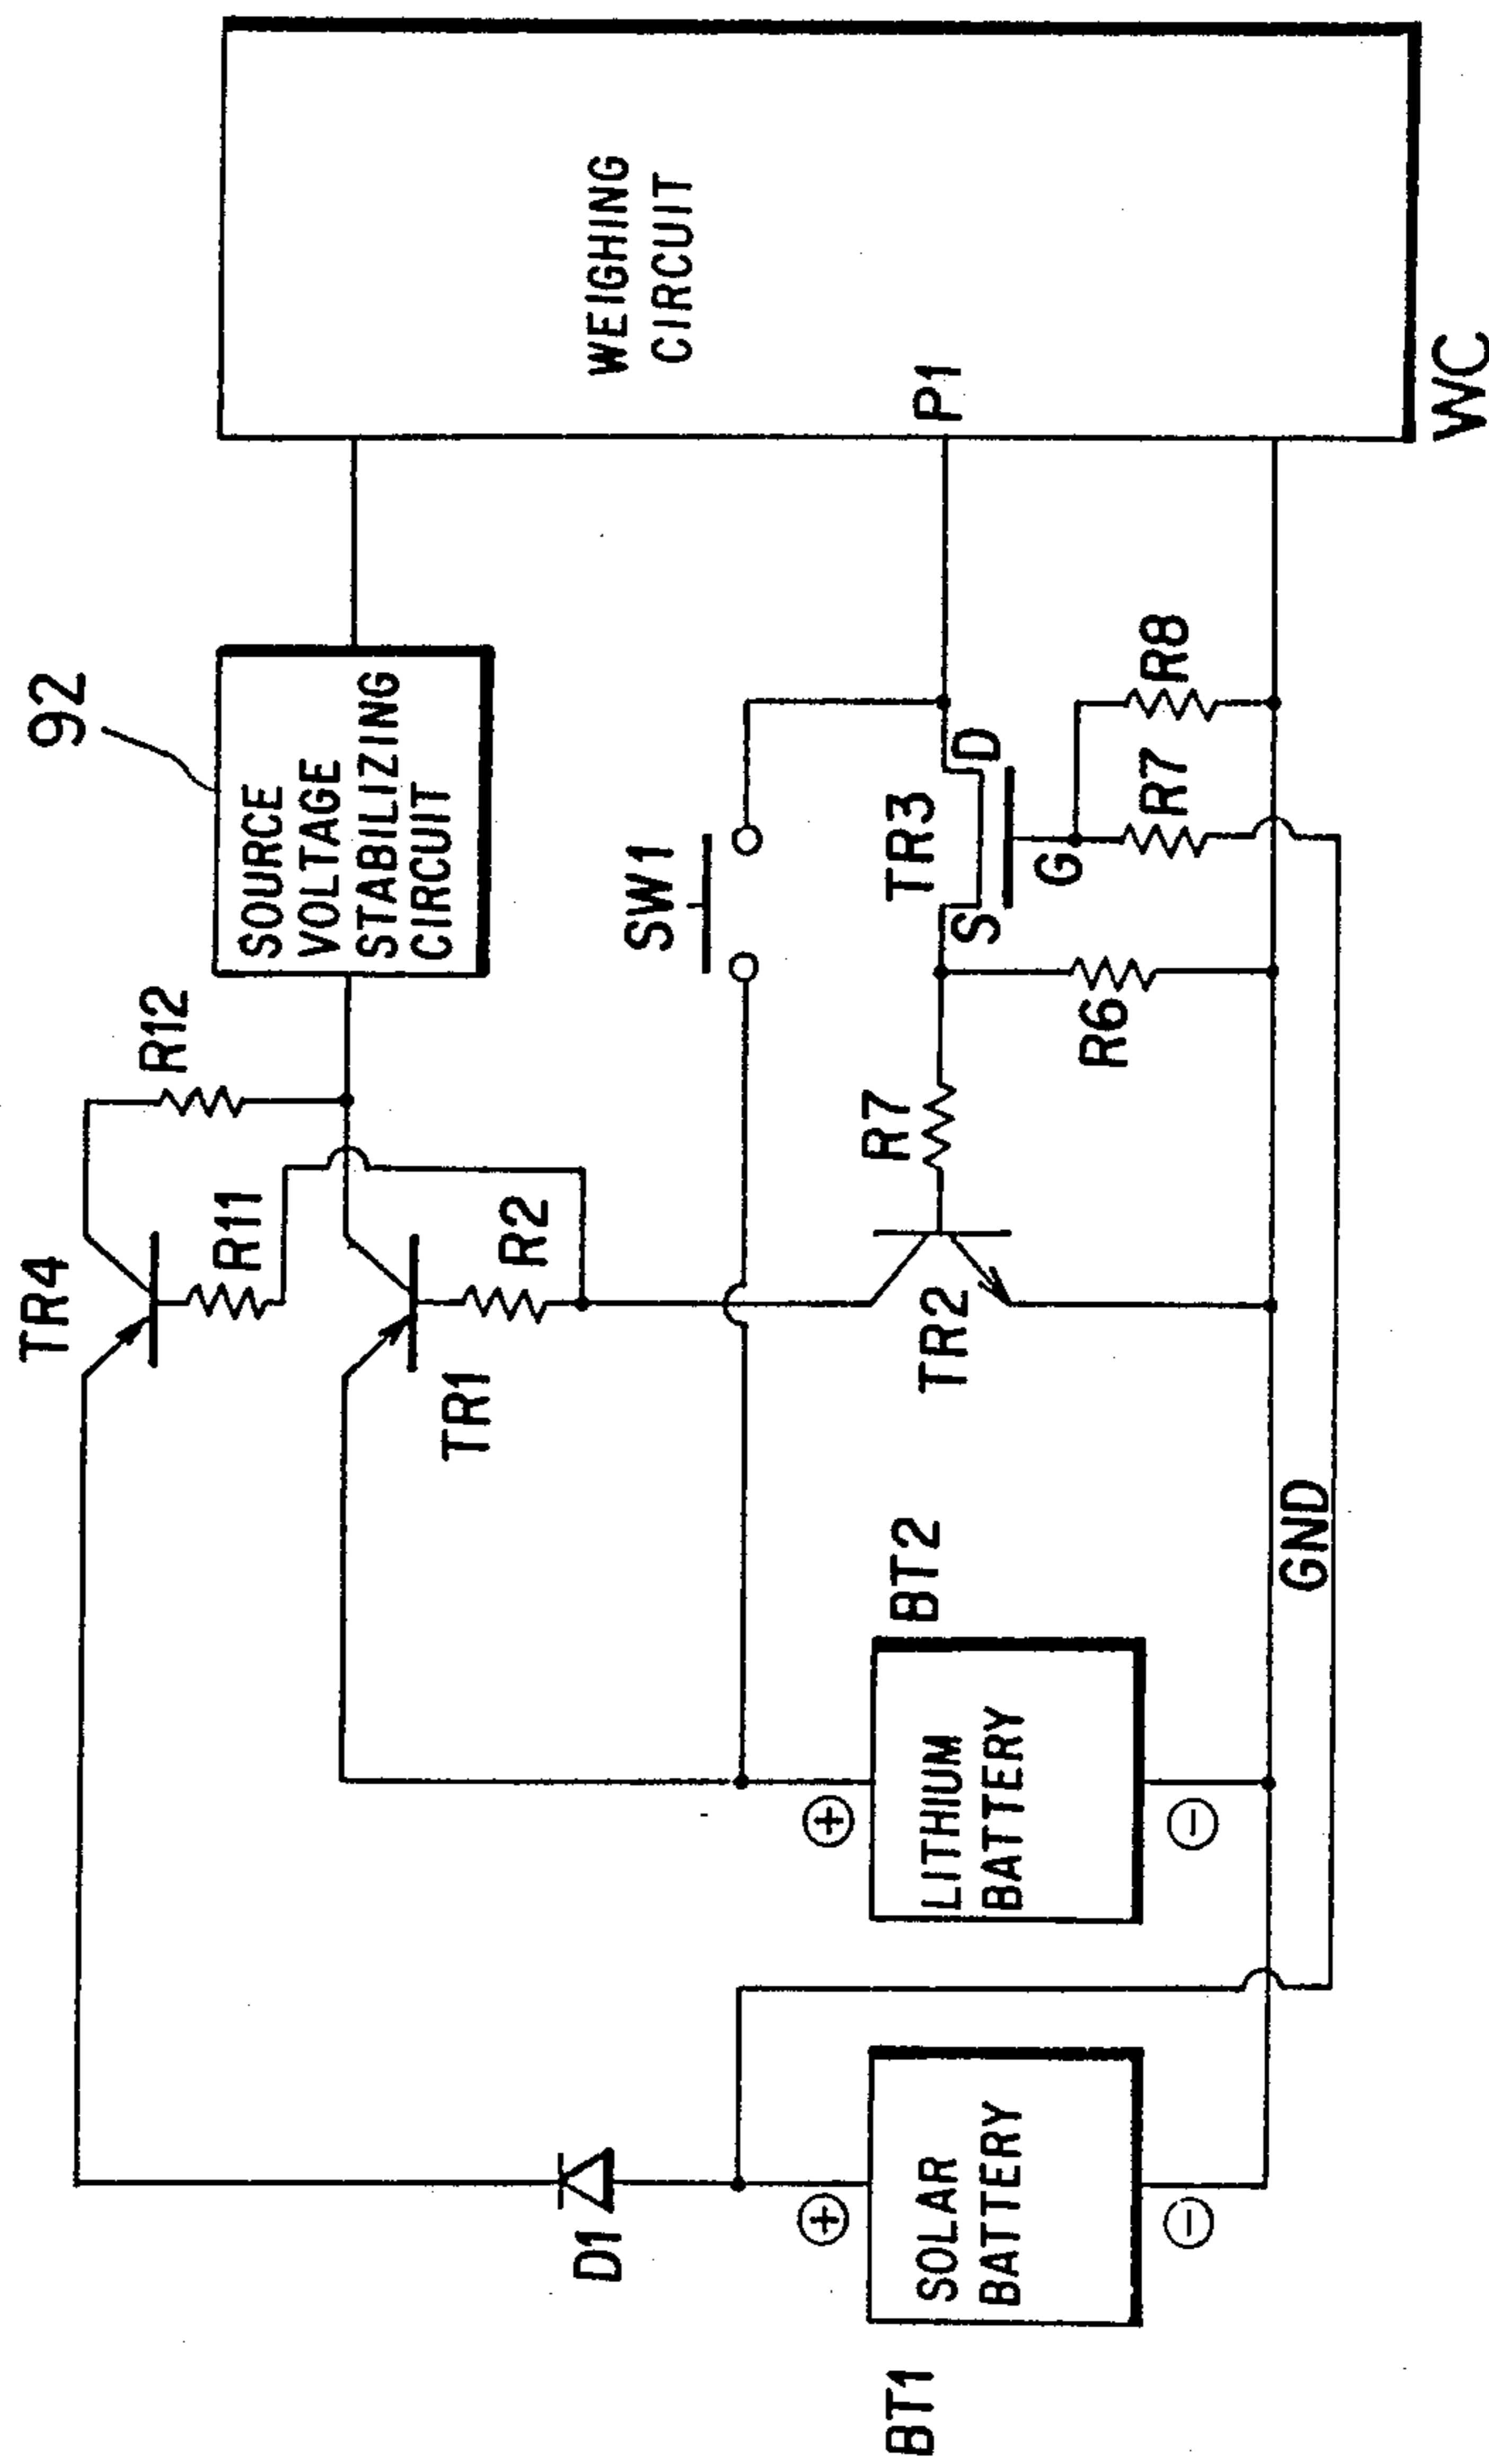 92
TR4
R11
R12
SOURCE
VOLTAGE
STABILIZING
CIRCUIT
WEIGHING
CIRCUIT
TR1
R2
SW1
P1
D1
BT2
TR2
R7
TR3
S
D
G
R6
R7
R8
⊕
⊕
SOLAR
BATTERY
LITHIUM
BATTERY
⊖
⊖
GND
BT1
WC